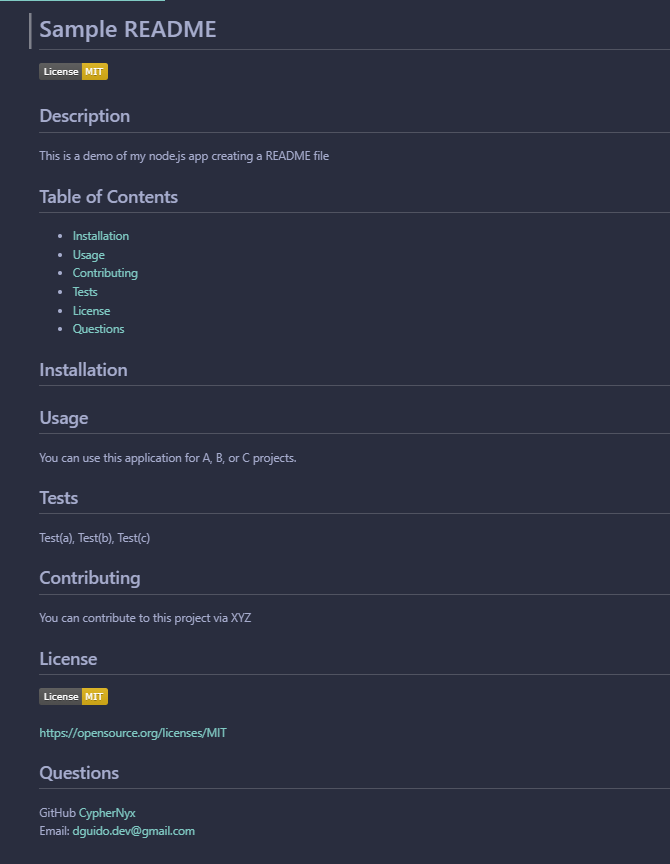 Sample README
License MIT
Description
This is a demo of my node.js app creating a README file
Table of Contents
Installation
Usage
Contributing
Tests
License
Questions
Installation
Usage
You can use this application for A, B, or C projects.
Tests
Test(a), Test(b), Test(c)
Contributing
You can contribute to this project via XYZ
License
License MIT
https://opensource.org/licenses/MIT
Questions
GitHub CypherNyx
Email: dguido.dev@gmail.com